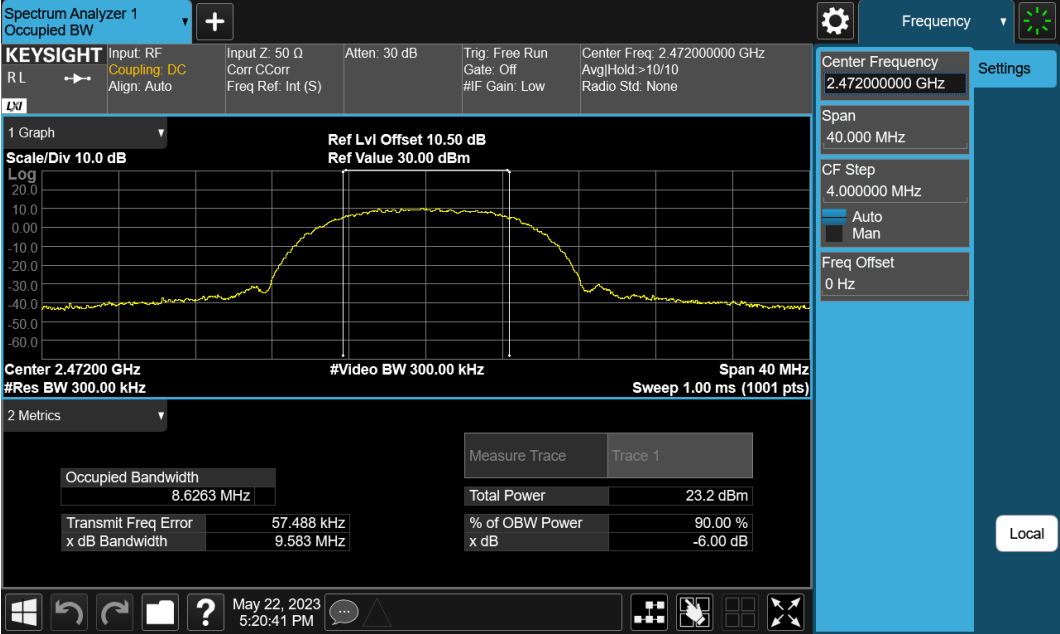 Spectrum Analyzer 1
Occupied BW
Frequency
KEYSIGHT
R L
LXI
Input: RF
Coupling: DC
Align: Auto
Input Z: 50 Ω
Corr CCorr
Freq Ref: Int (S)
Atten: 30 dB
Trig: Free Run
Gate: Off
#IF Gain: Low
Center Freq: 2.472000000 GHz
Avg|Hold:>10/10
Radio Std: None
Center Frequency
2.472000000 GHz
Settings
Span
40.000 MHz
CF Step
4.000000 MHz
Auto
Man
Freq Offset
0 Hz
1 Graph
Scale/Div 10.0 dB
Ref Lvl Offset 10.50 dB
Ref Value 30.00 dBm
Log
20.0
10.0
0.00
-10.0
-20.0
-30.0
-40.0
-50.0
-60.0
Center 2.47200 GHz
#Video BW 300.00 kHz
Span 40 MHz
#Res BW 300.00 kHz
Sweep 1.00 ms (1001 pts)
2 Metrics
Measure Trace
Trace 1
Occupied Bandwidth
8.6263 MHz
Total Power
23.2 dBm
Transmit Freq Error
57.488 kHz
% of OBW Power
90.00 %
x dB Bandwidth
9.583 MHz
x dB
-6.00 dB
Local
?
May 22, 2023
5:20:41 PM